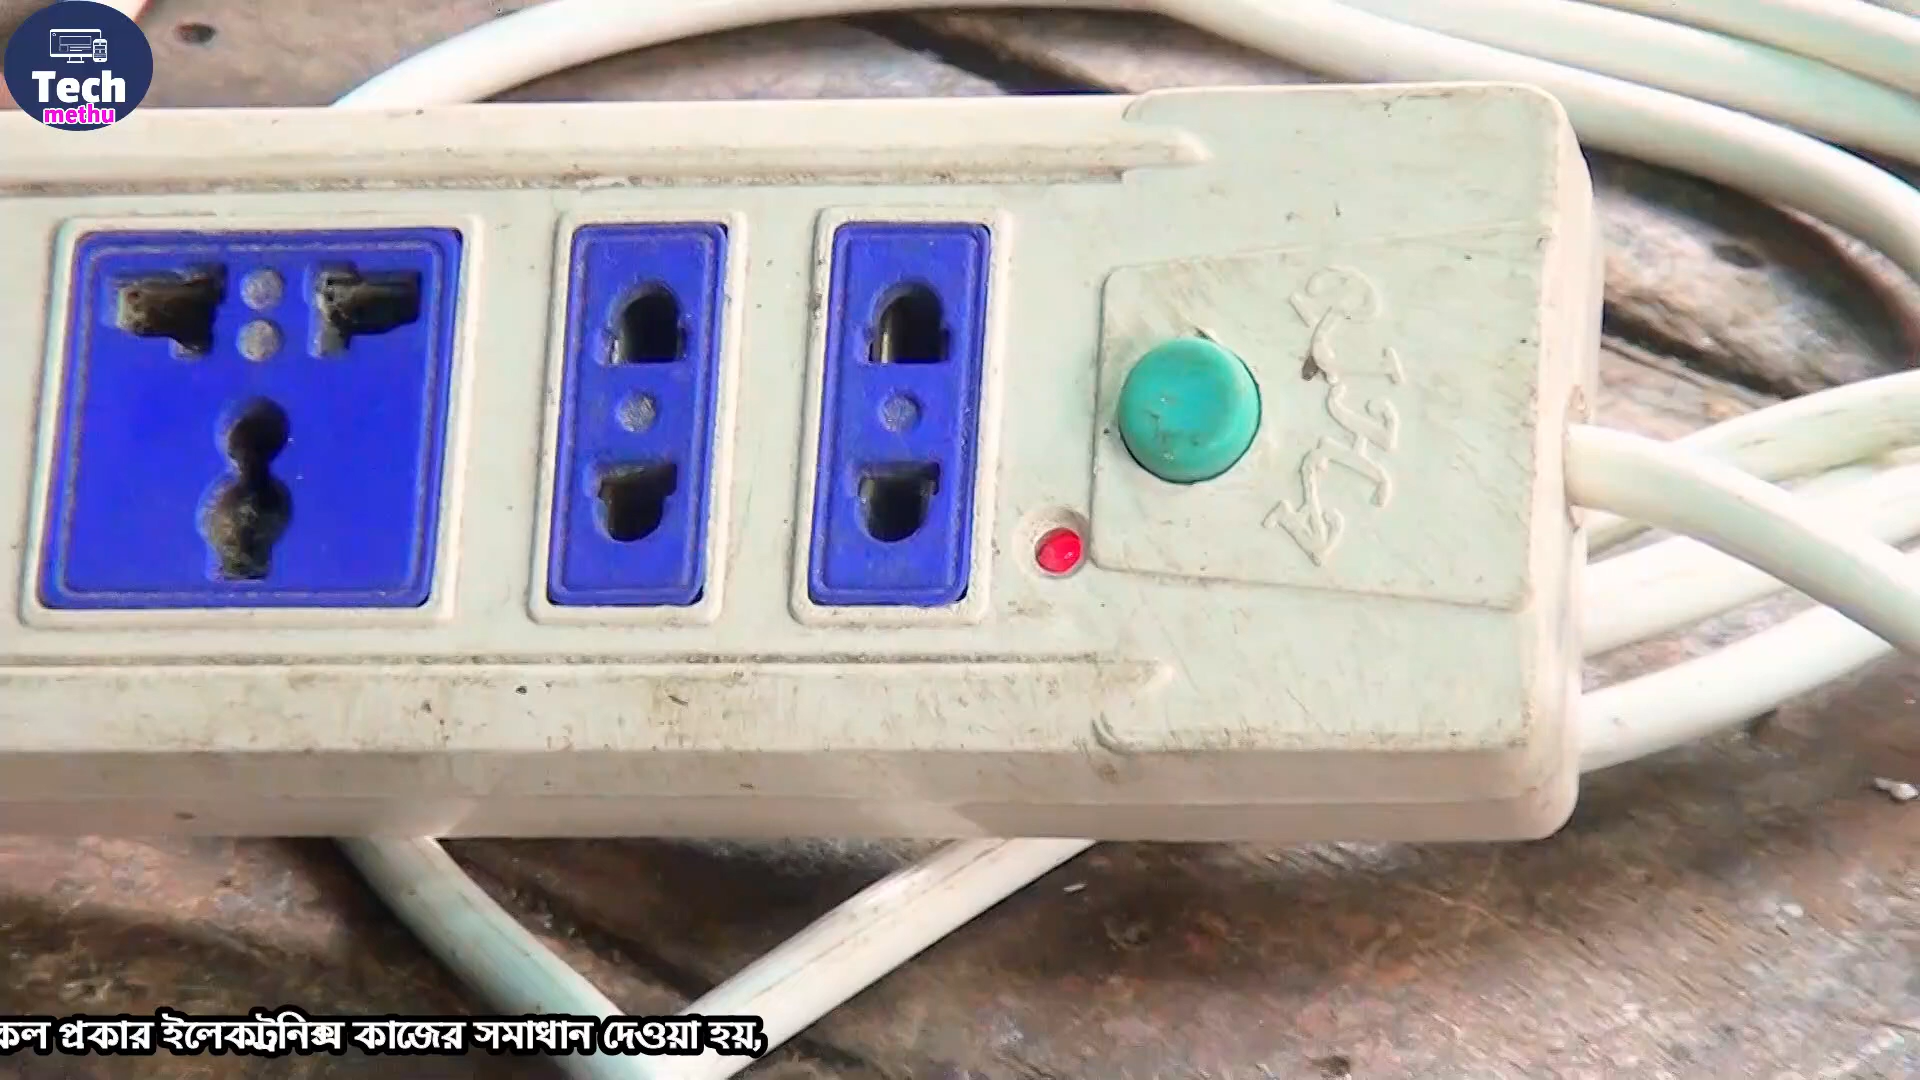 Tech
methu
কল প্রকার ইলেকট্রনিক্স কাজের সমাধান দেওয়া হয়,